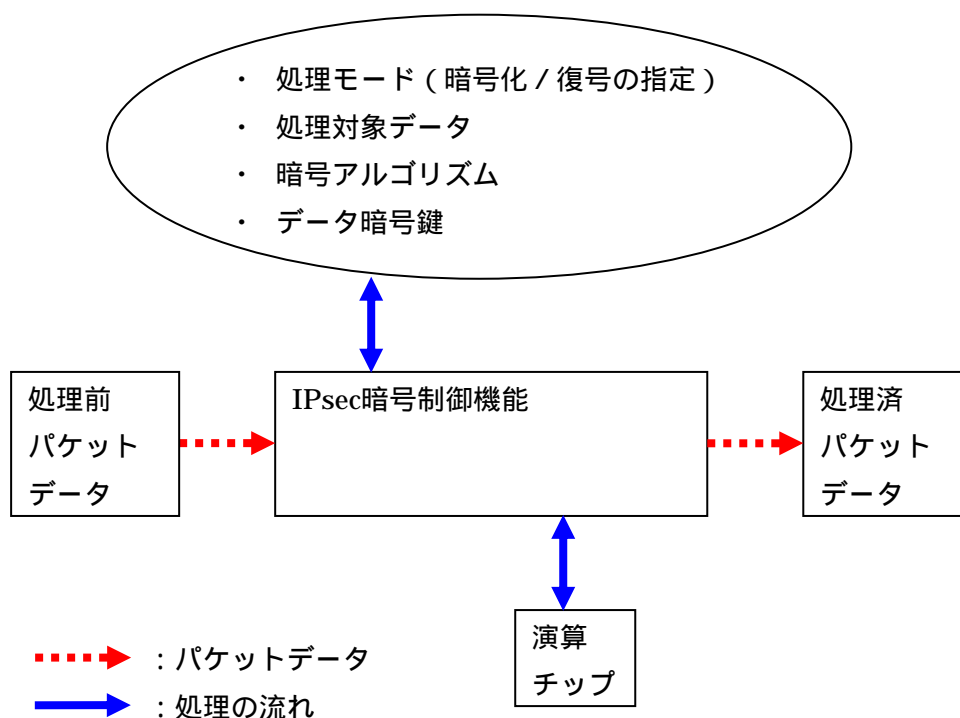 ・ 処理モード ( 暗号化 / 復号の指定 )
・ 処理対象データ
・ 暗号アルゴリズム
・ データ暗号鍵
処理前
パケット
データ
IPsec暗号制御機能
処理済
パケット
データ
演算
チップ
: パケットデータ
: 処理の流れ